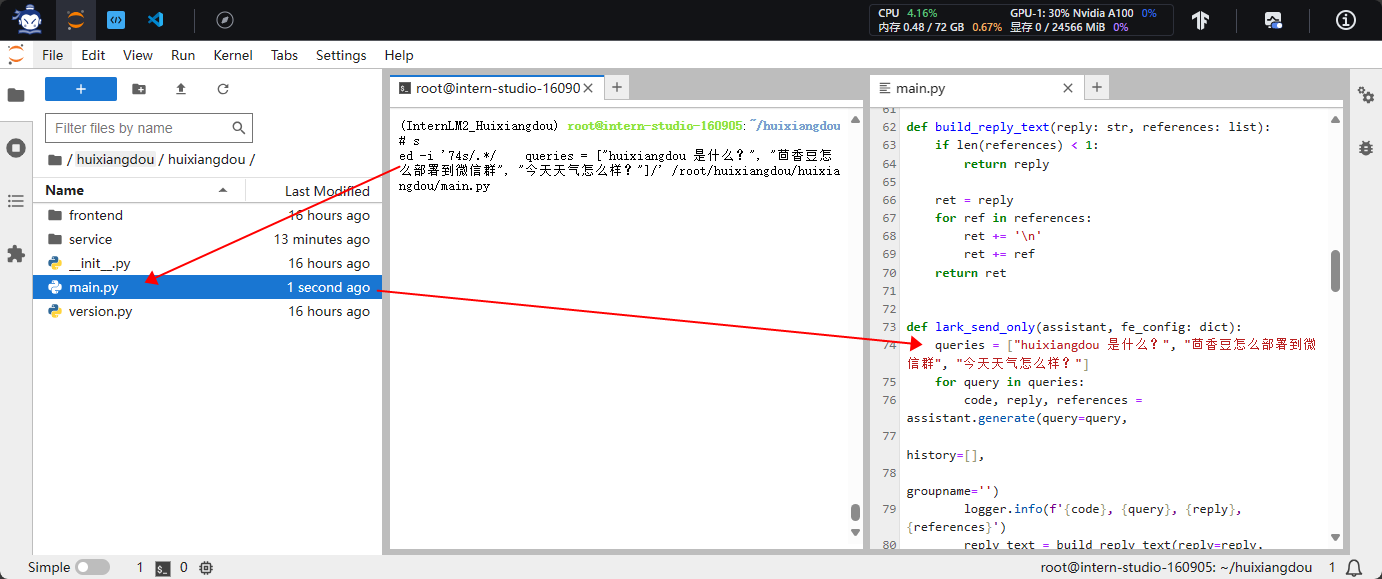 CPU 4.16% GPU-1: 30% Nvidia A100 0%
内存 0.48 / 72 GB 0.67% 显存 0 / 24566 MiB 0%
File Edit View Run Kernel Tabs Settings Help
+
Filter files by name
/ huixiangdou / huixiangdou /
Name Last Modified
frontend 16 hours ago
service 13 minutes ago
__init__.py 16 hours ago
main.py 1 second ago
version.py 16 hours ago
root@intern-studio-16090 × +
(InternLM2_Huixiangdou) root@intern-studio-160905:~/huixiangdou
# s
ed -i '74s/.*/    queries = ["huixiangdou 是什么？", "茴香豆怎
么部署到微信群", "今天天气怎么样？"]/' /root/huixiangdou/huixia
ngdou/main.py
main.py × +
61
62 def build_reply_text(reply: str, references: list):
63     if len(references) < 1:
64         return reply
65
66     ret = reply
67     for ref in references:
68         ret += '\n'
69         ret += ref
70     return ret
71
72
73 def lark_send_only(assistant, fe_config: dict):
74     queries = ["huixiangdou 是什么？", "茴香豆怎么部署到微
信群", "今天天气怎么样？"]
75     for query in queries:
76         code, reply, references =
assistant.generate(query=query,
77
history=[],
78
groupname='')
79         logger.info(f'{code}, {query}, {reply},
{references}')
80         reply_text = build_reply_text(reply=reply,
Simple 1 $_ 0 root@intern-studio-160905: ~/huixiangdou 1